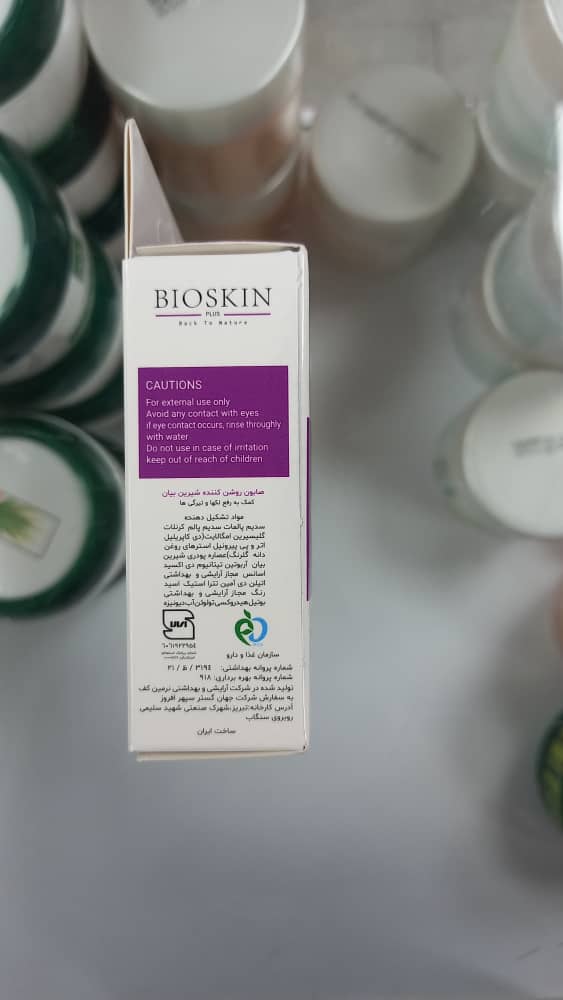 BIOSKIN
PLUS
Back To Nature
CAUTIONS
For external use only
Avoid any contact with eyes
if eye contact occurs, rinse throughly
with water
Do not use in case of irritation
keep out of reach of children
صابون روشن کننده شیرین بیان
کمک به رفع لکها و تیرگی ها
مواد تشکیل دهنده
سدیم پالمات سدیم پالم کرنلات
گلیسیرین امگالایت(دی کاپریلیل
اتر و پی پیرونیل استرهای روغن
دانه گلرنگ)عصاره پودری شیرین
بیان آربوتین تیتانیوم دی اکسید
اسانس مجاز آرایشی و بهداشتی
اتیلن دی آمین تترا استیک اسید
رنگ مجاز آرایشی و بهداشتی
بوتیل هیدروکسی تولوئن آب دیونیزه
سازمان غذا و دارو
شماره پروانه بهداشتی: ۳۱۹٤ / ظ / ۲۱
شماره پروانه بهره برداری: ۹۱۸
تولید شده در شرکت آرایشی و بهداشتی نرمین کف
به سفارش شرکت جهان گستر سپهر افروز
آدرس کارخانه:تبریز،شهرک صنعتی شهید سلیمی
روبروی سنگاب
ساخت ایران